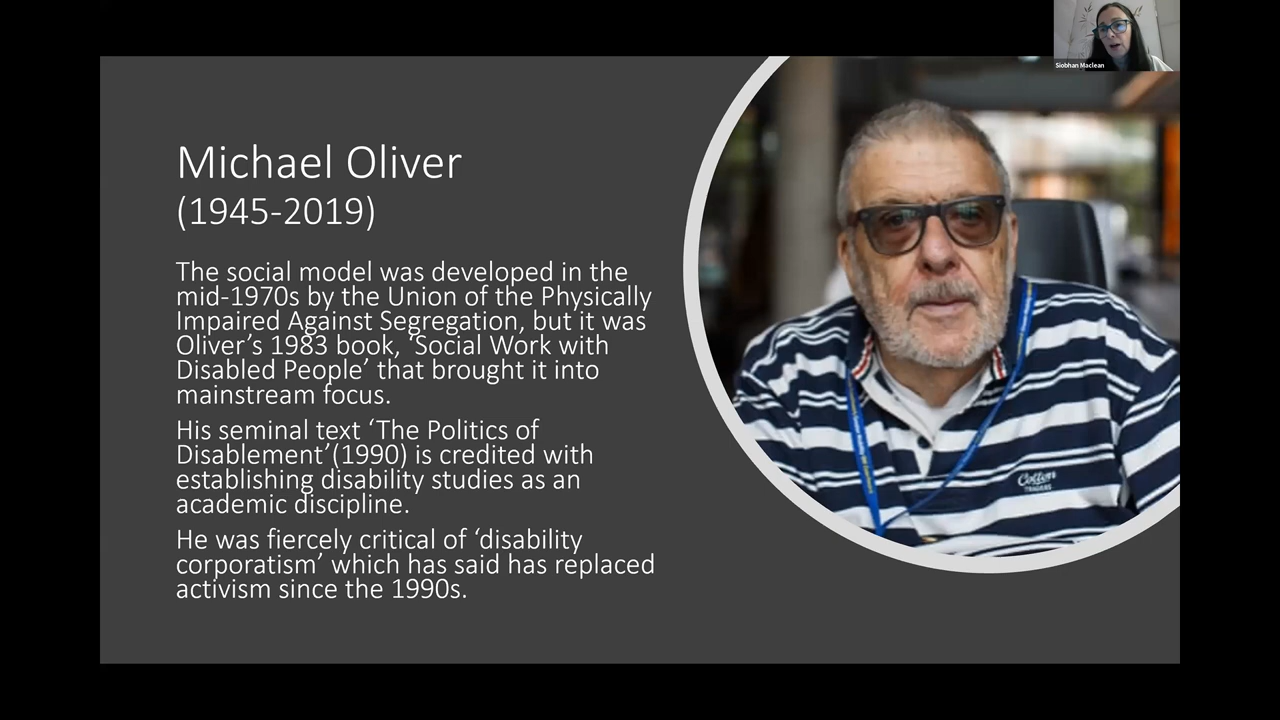 Siobhan Maclean
Michael Oliver
(1945-2019)
The social model was developed in the
mid-1970s by the Union of the Physically
Impaired Against Segregation, but it was
Oliver’s 1983 book, ‘Social Work with
Disabled People’ that brought it into
mainstream focus.
His seminal text ‘The Politics of
Disablement’(1990) is credited with
establishing disability studies as an
academic discipline.
He was fiercely critical of ‘disability
corporatism’ which has said has replaced
activism since the 1990s.
Cotton
TRADERS